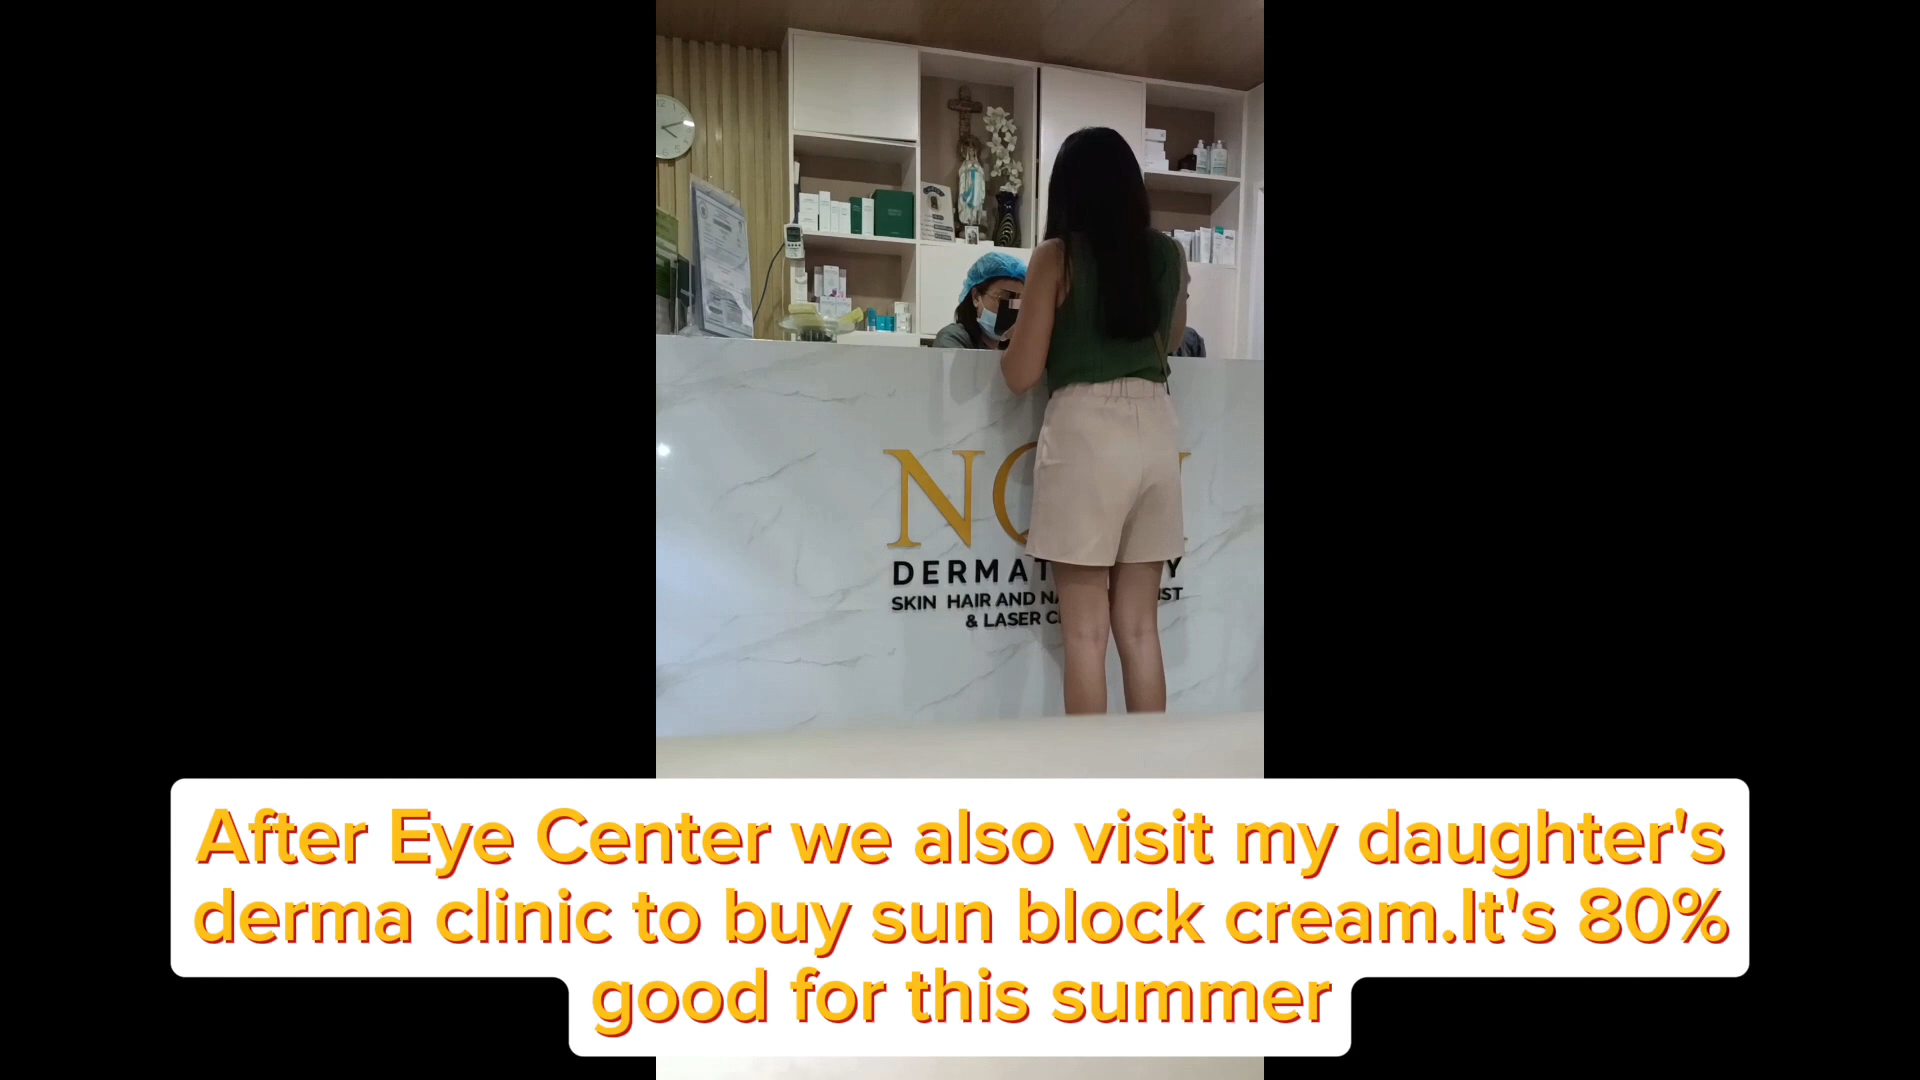 DERMAT
SKIN HAIR AND
& LASER
After Eye Center we also visit my daughter's
derma clinic to buy sun block cream.It's 80%
good for this summer